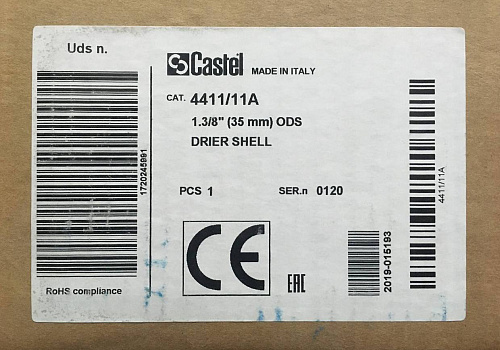 Uds n.
Castel MADE IN ITALY
CAT. 4411/11A
1.3/8" (35 mm) ODS
DRIER SHELL
PCS 1 SER.n 0120
1720245991
4411/11A
2019-015193
CE
EAC
RoHS compliance